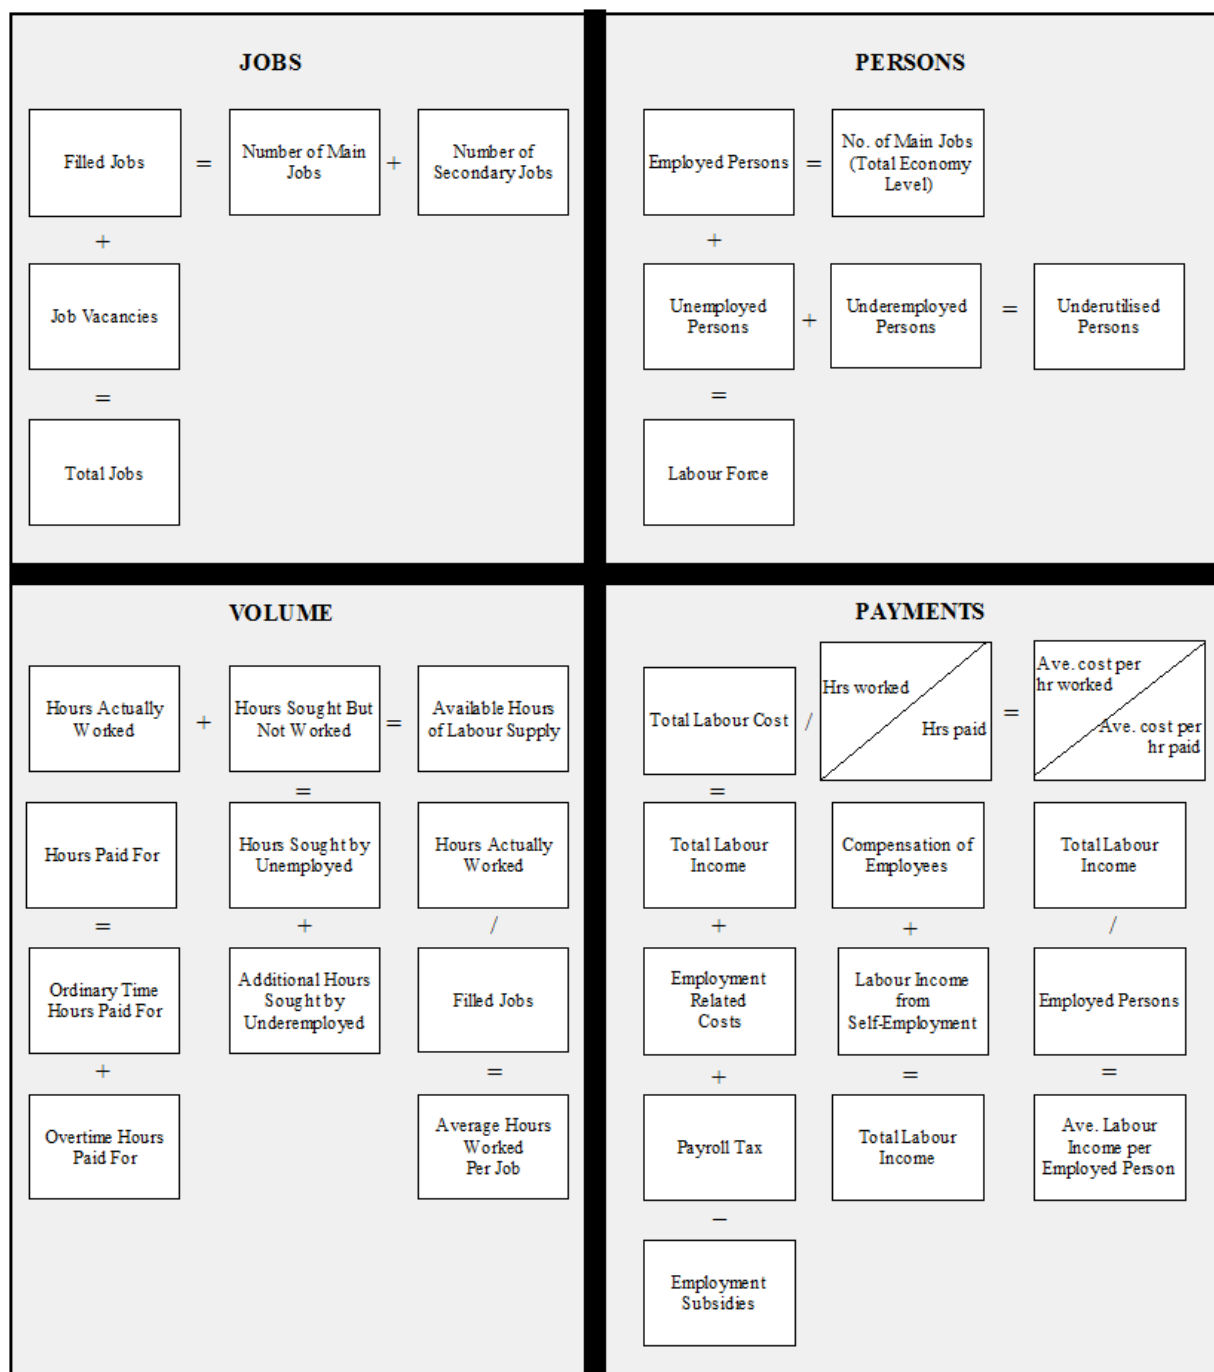 JOBS
Filled Jobs
=
Number of Main
Jobs
+
Number of
Secondary Jobs
+
Job Vacancies
=
Total Jobs
PERSONS
Employed Persons
=
No. of Main Jobs
(Total Economy
Level)
+
Unemployed
Persons
+
Underemployed
Persons
=
Underutilised
Persons
=
Labour Force
VOLUME
Hours Actually
Worked
+
Hours Sought But
Not Worked
=
Available Hours
of Labour Supply
=
Hours Paid For
Hours Sought by
Unemployed
Hours Actually
Worked
=
+
/
Ordinary Time
Hours Paid For
Additional Hours
Sought by
Underemployed
Filled Jobs
+
=
Overtime Hours
Paid For
Average Hours
Worked
Per Job
PAYMENTS
Total Labour Cost
/
Hrs worked
Hrs paid
=
Ave. cost per
hr worked
Ave. cost per
hr paid
=
Total Labour
Income
Compensation of
Employees
Total Labour
Income
+
+
/
Employment
Related
Costs
Labour Income
from
Self-Employment
Employed Persons
+
=
=
Payroll Tax
Total Labour
Income
Ave. Labour
Income per
Employed Person
−
Employment
Subsidies